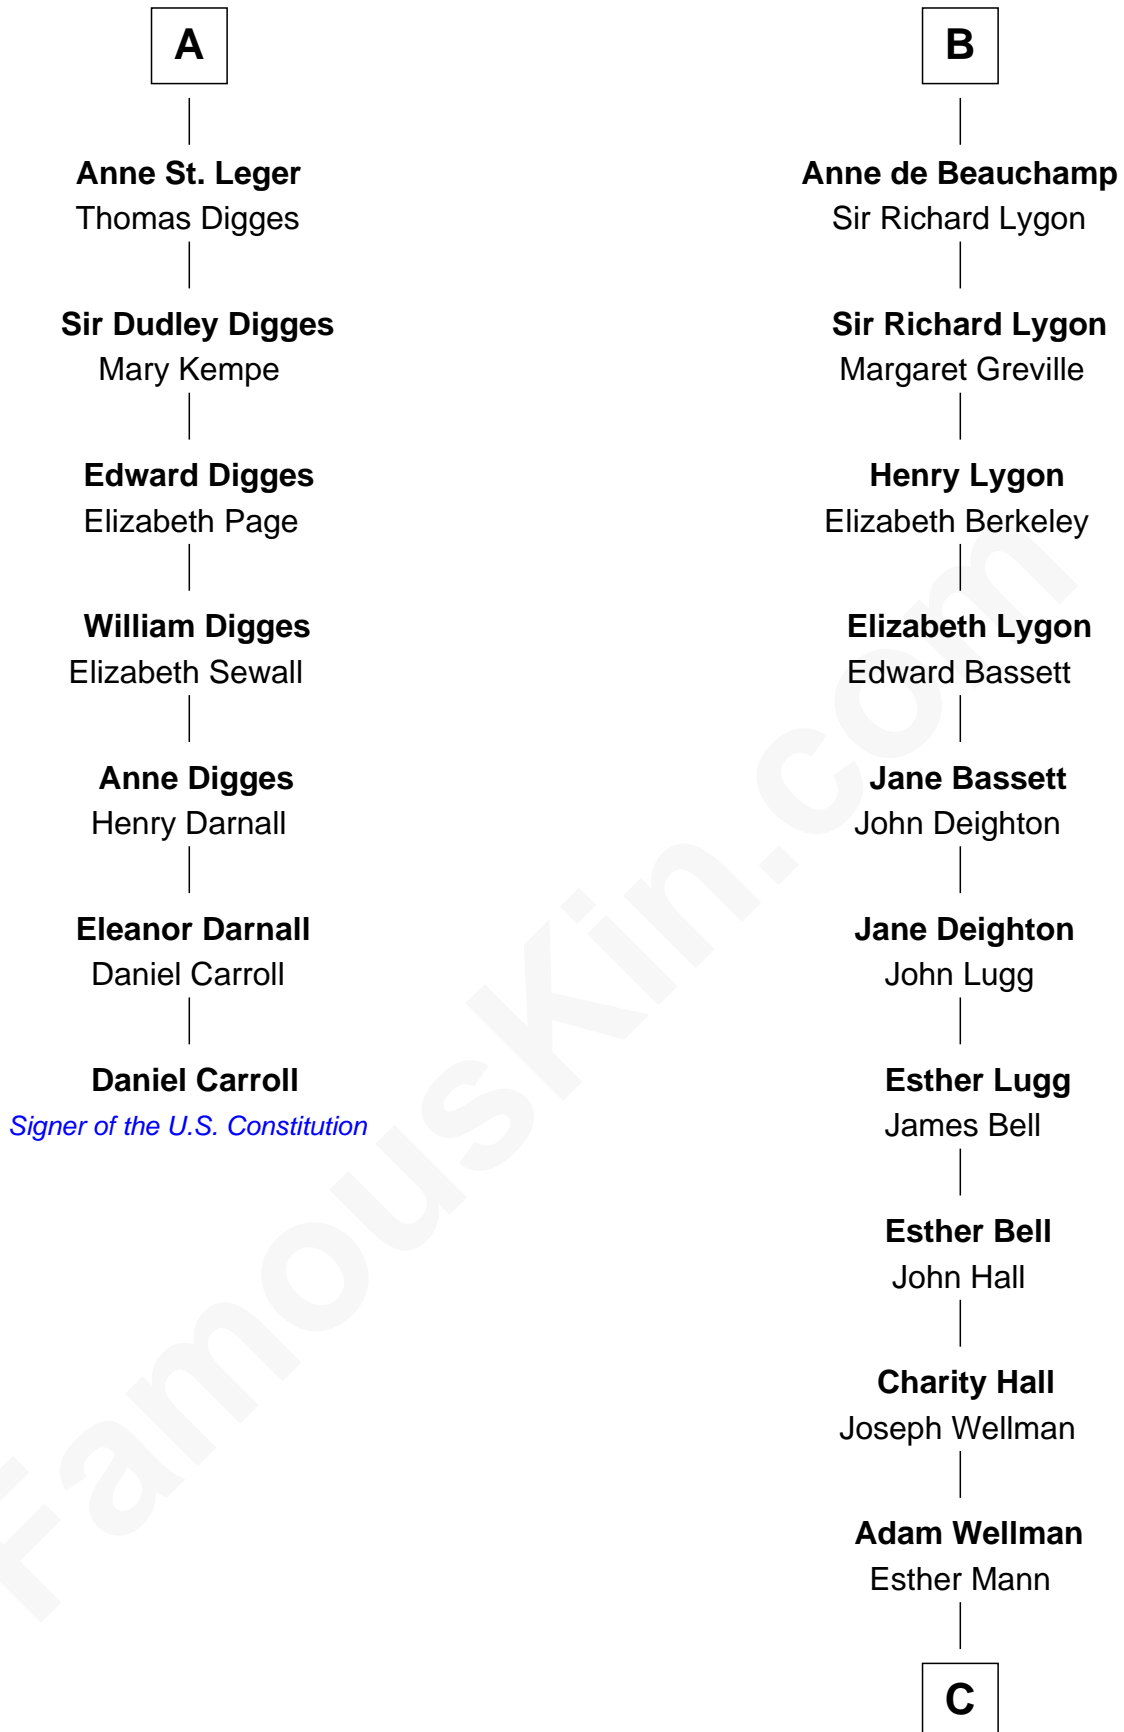 A
Anne St. Leger
Thomas Digges
Sir Dudley Digges
Mary Kempe
Edward Digges
Elizabeth Page
William Digges
Elizabeth Sewall
Anne Digges
Henry Darnall
Eleanor Darnall
Daniel Carroll
Daniel Carroll
Signer of the U.S. Constitution
B
Anne de Beauchamp
Sir Richard Lygon
Sir Richard Lygon
Margaret Greville
Henry Lygon
Elizabeth Berkeley
Elizabeth Lygon
Edward Bassett
Jane Bassett
John Deighton
Jane Deighton
John Lugg
Esther Lugg
James Bell
Esther Bell
John Hall
Charity Hall
Joseph Wellman
Adam Wellman
Esther Mann
C
FamousKin.com